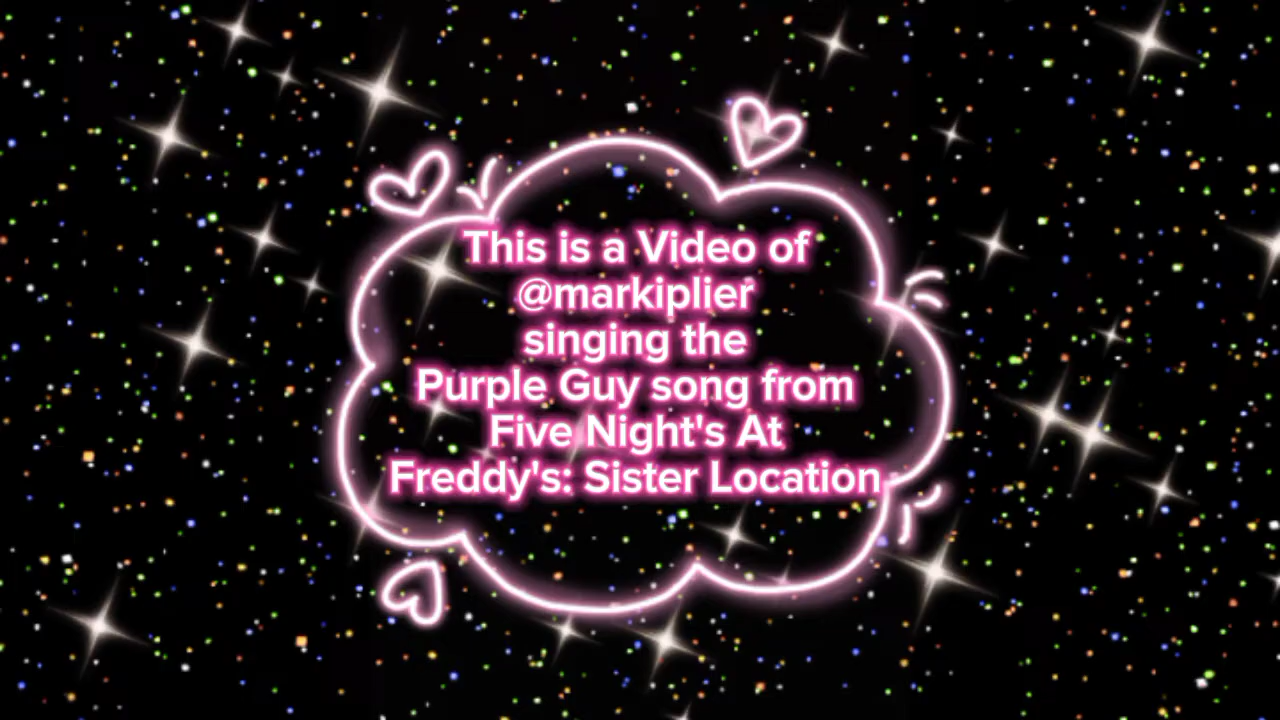 This is a Video of
@markiplier
singing the
Purple Guy song from
Five Night's At
Freddy's: Sister Location